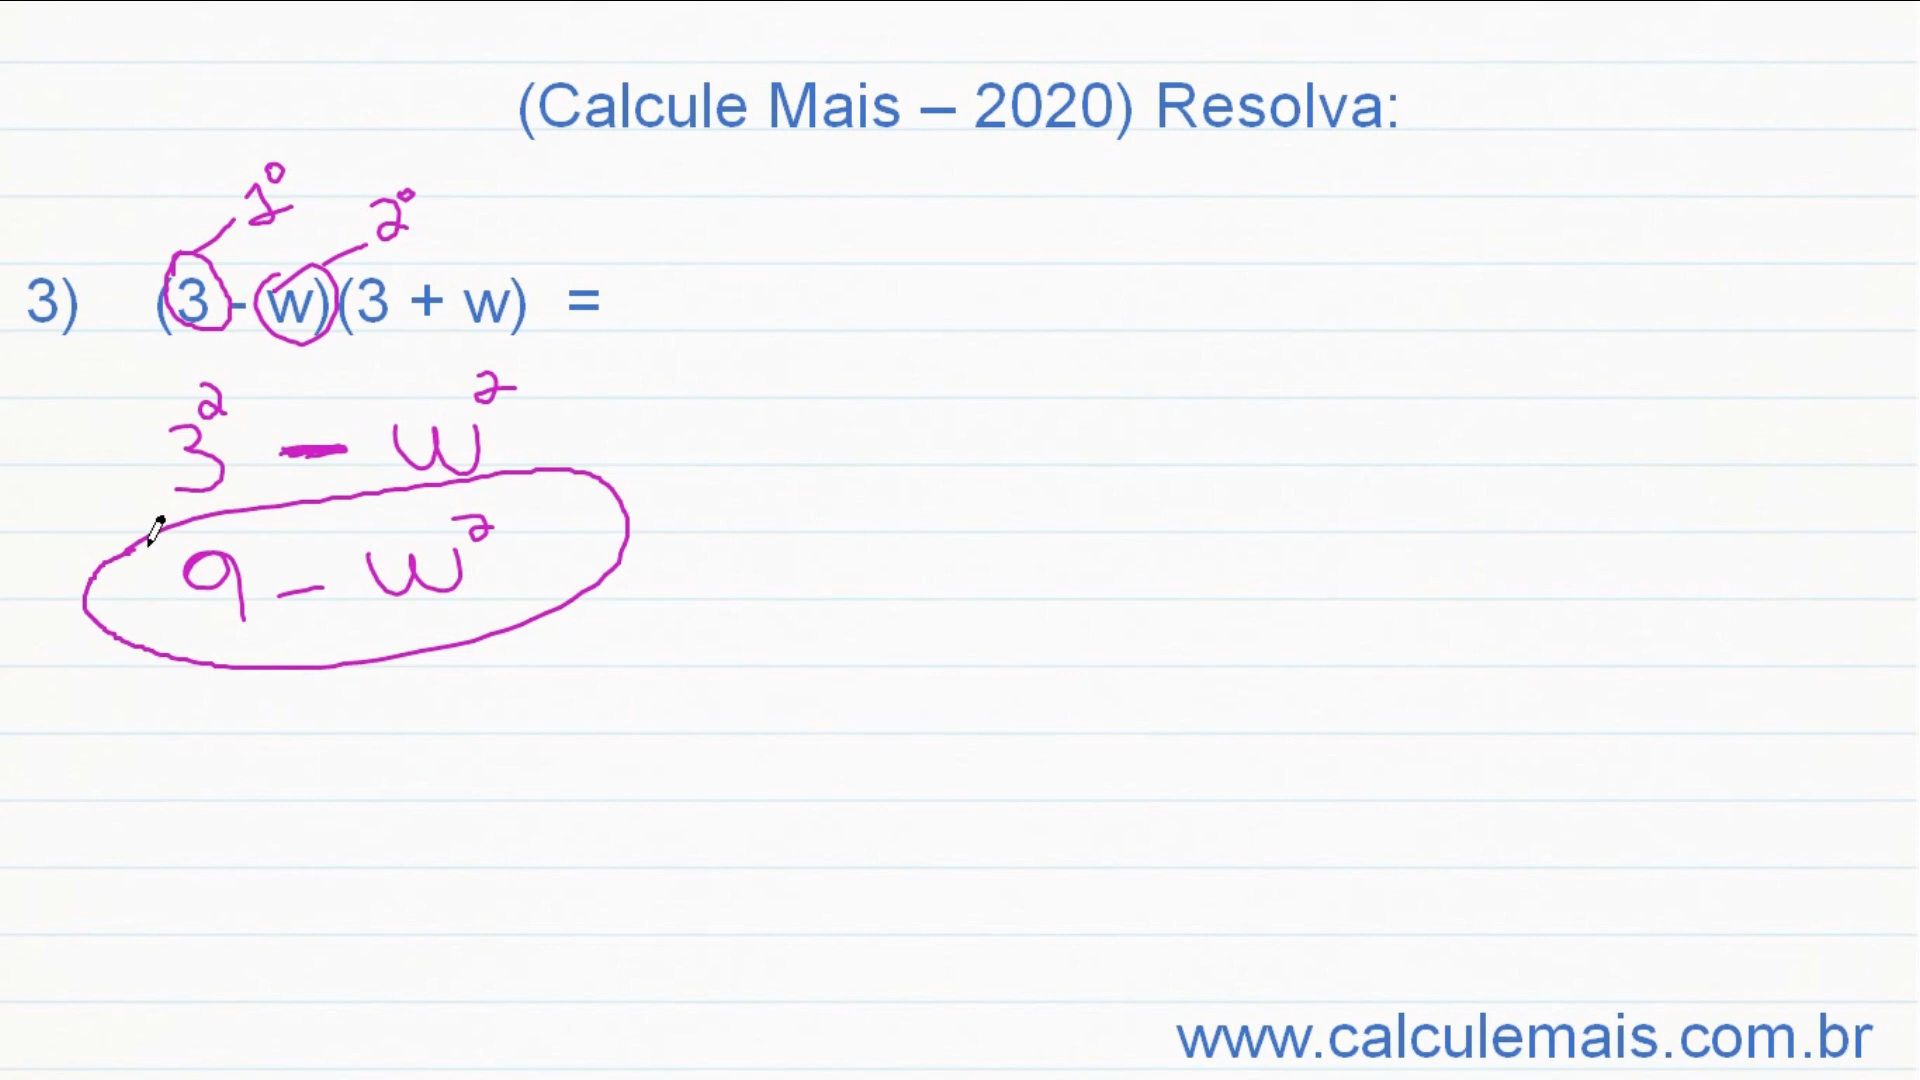 (Calcule Mais – 2020) Resolva:
1º
2º
3) (3 - w)(3 + w) =
3² - w²
9 - w²
www.calculemais.com.br